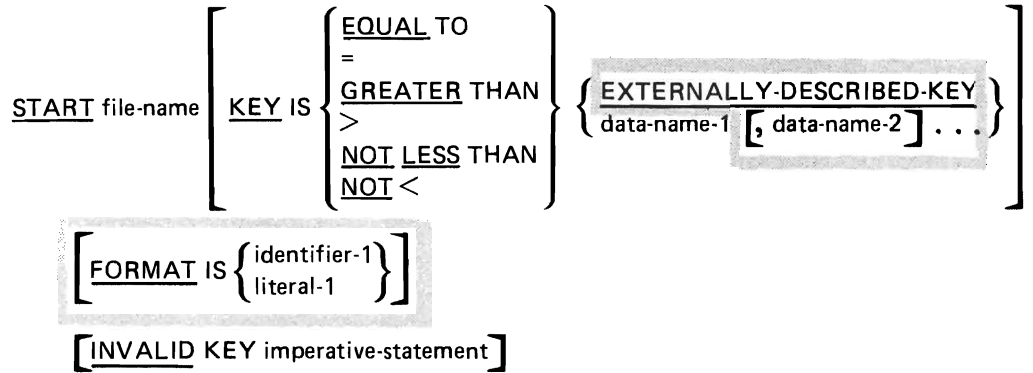 EQUAL TO
=
GREATER THAN
>
NOT LESS THAN
NOT <
START file-name [ KEY IS { } { EXTERNALLY-DESCRIBED-KEY
data-name-1 [, data-name-2 ] . . . } ]
[ FORMAT IS { identifier-1
literal-1 } ]
[ INVALID KEY imperative-statement ]